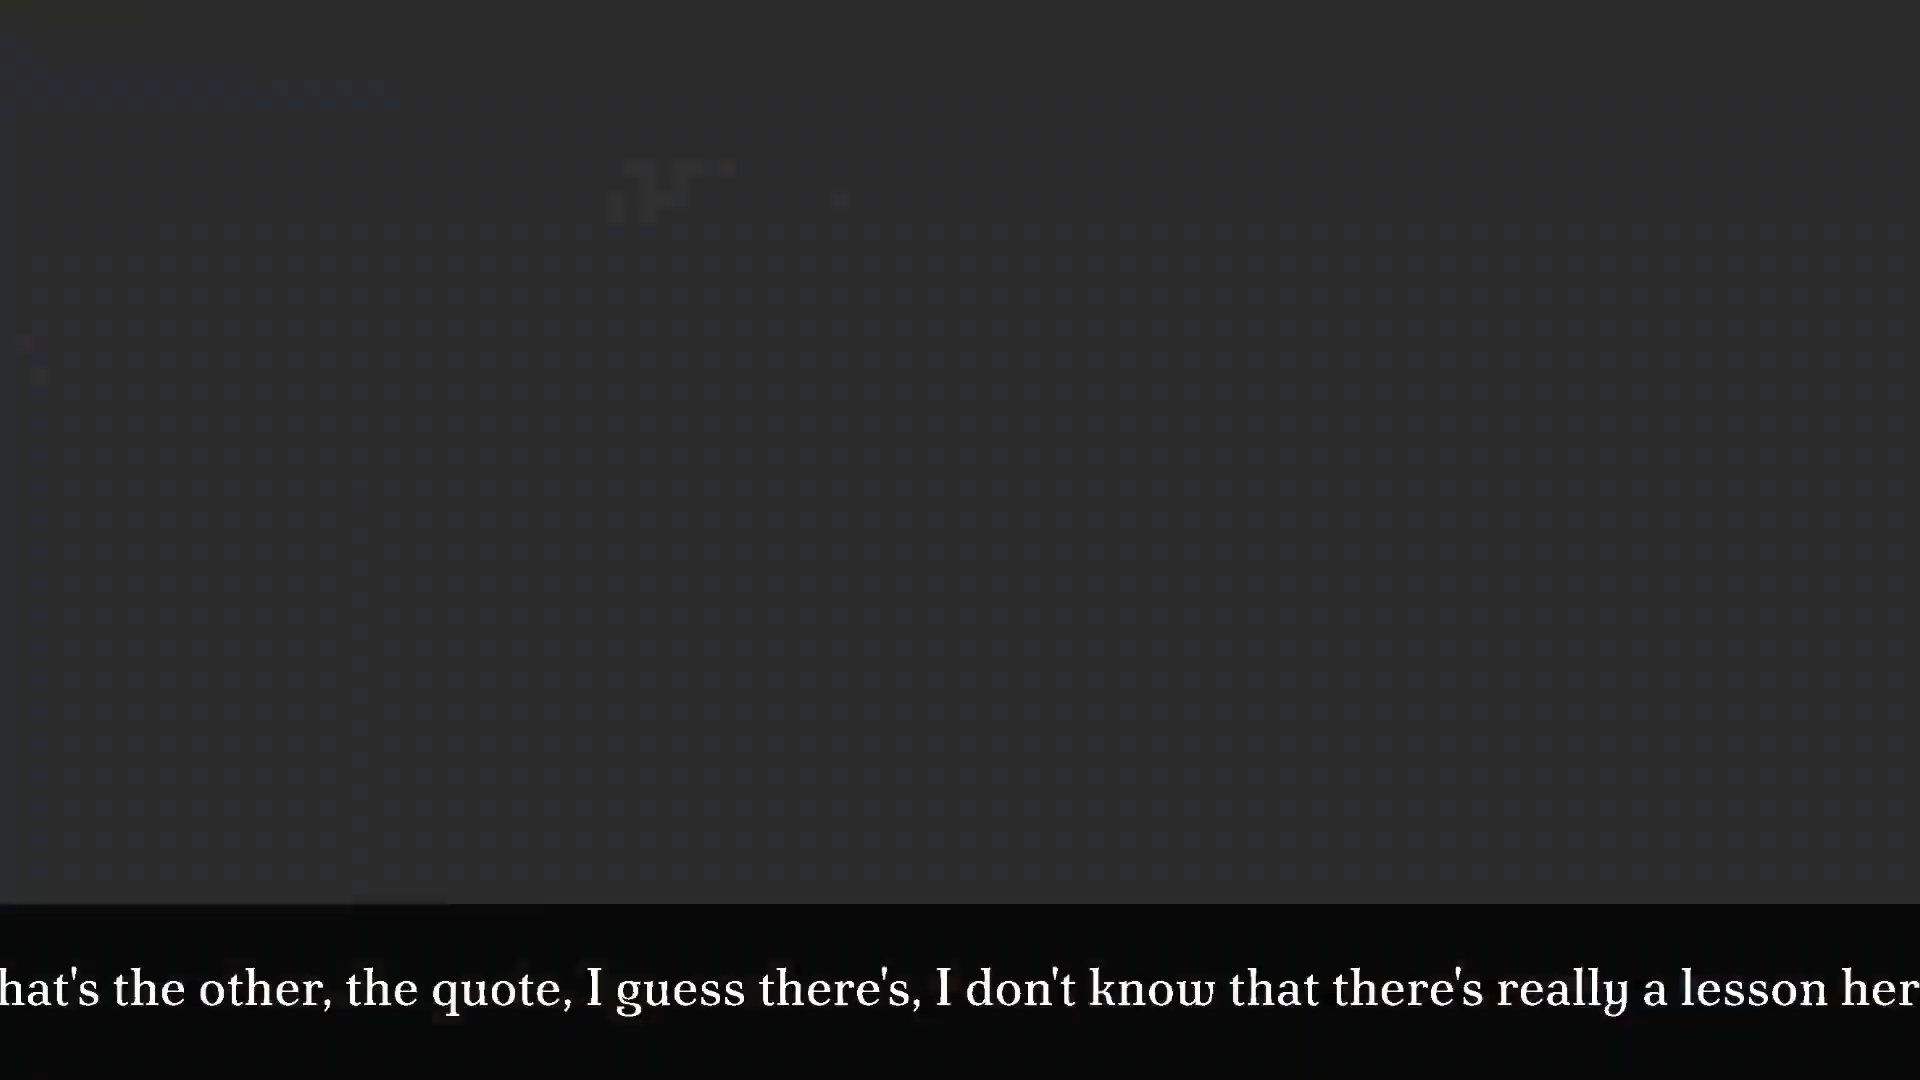 hat's the other, the quote, I guess there's, I don't know that there's really a lesson her